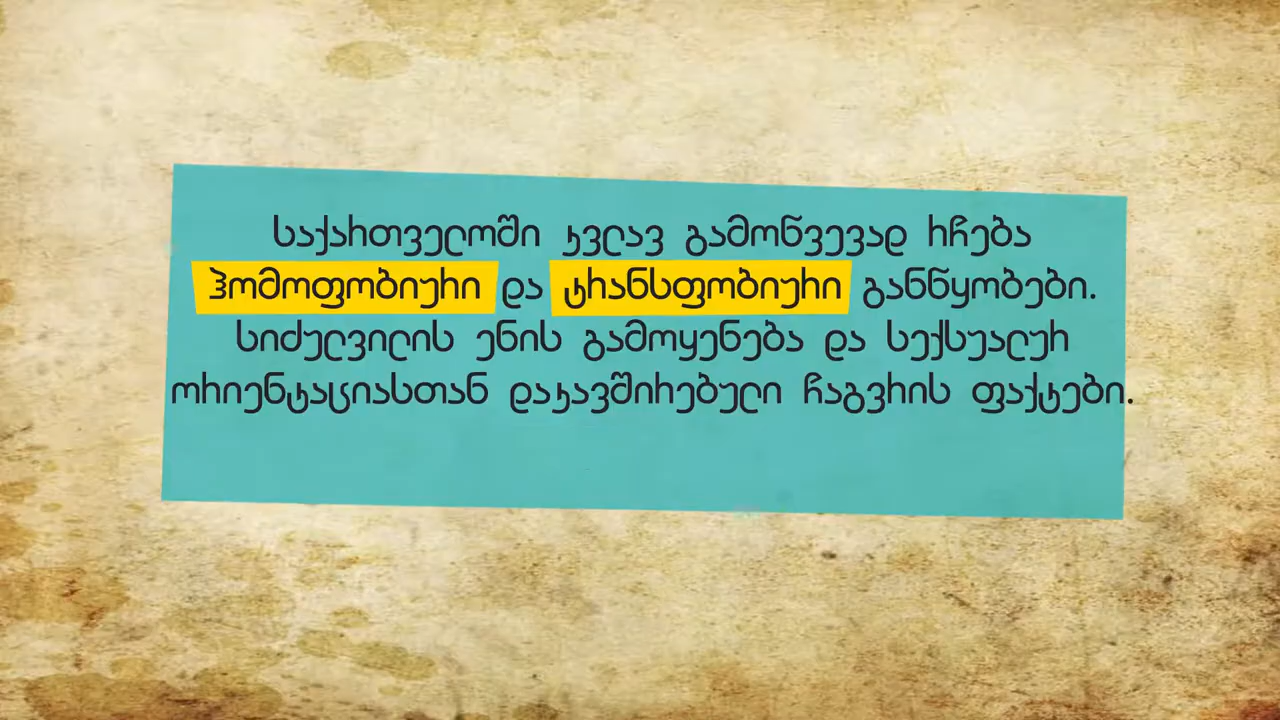 საქართველოში კვლავ გამოწვევად რჩება
ჰომოფობიური და ტრანსფობიური განწყობები.
სიძულვილის ენის გამოყენება და სექსუალურ
ორიენტაციასთან დაკავშირებული ჩაგვრის ფაქტები.